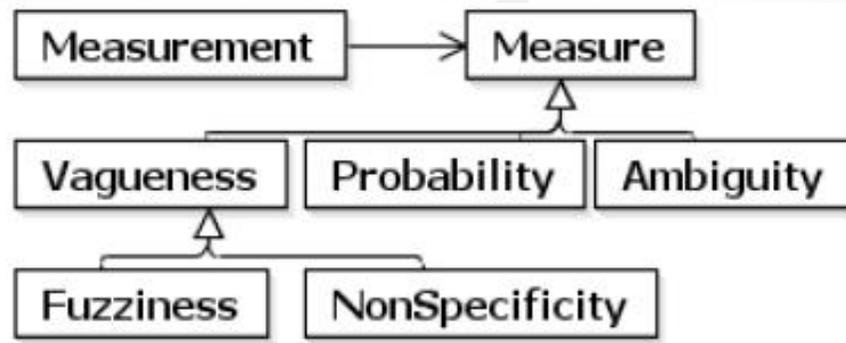 Measurement Measure
Vagueness Probability Ambiguity
Fuzziness NonSpecificity